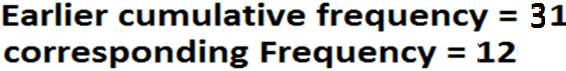 Earlier cumulative frequency = 31
corresponding Frequency = 12